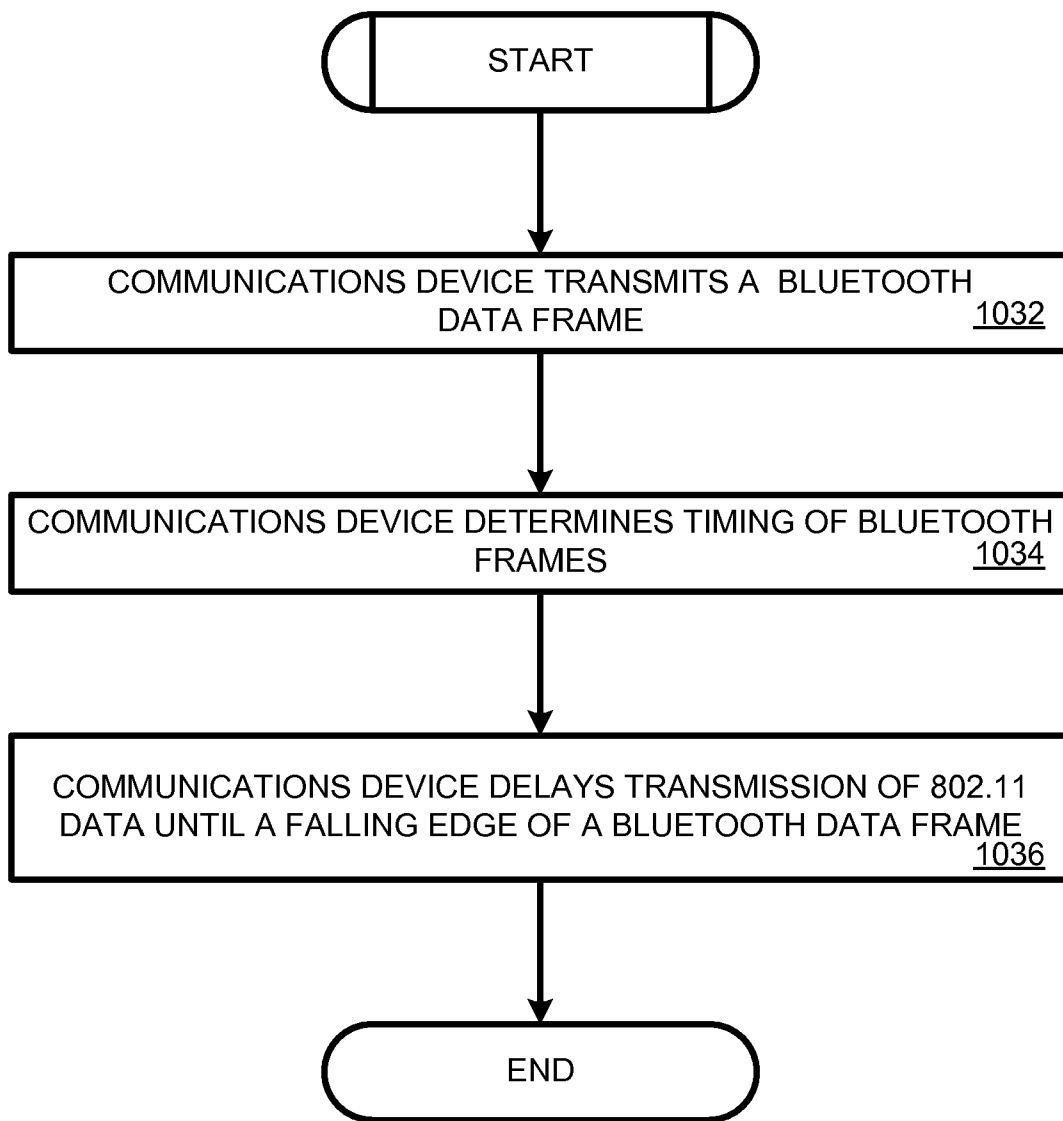 START
COMMUNICATIONS DEVICE TRANSMITS A BLUETOOTH
DATA FRAME
1032
COMMUNICATIONS DEVICE DETERMINES TIMING OF BLUETOOTH
FRAMES
1034
COMMUNICATIONS DEVICE DELAYS TRANSMISSION OF 802.11
DATA UNTIL A FALLING EDGE OF A BLUETOOTH DATA FRAME
1036
END